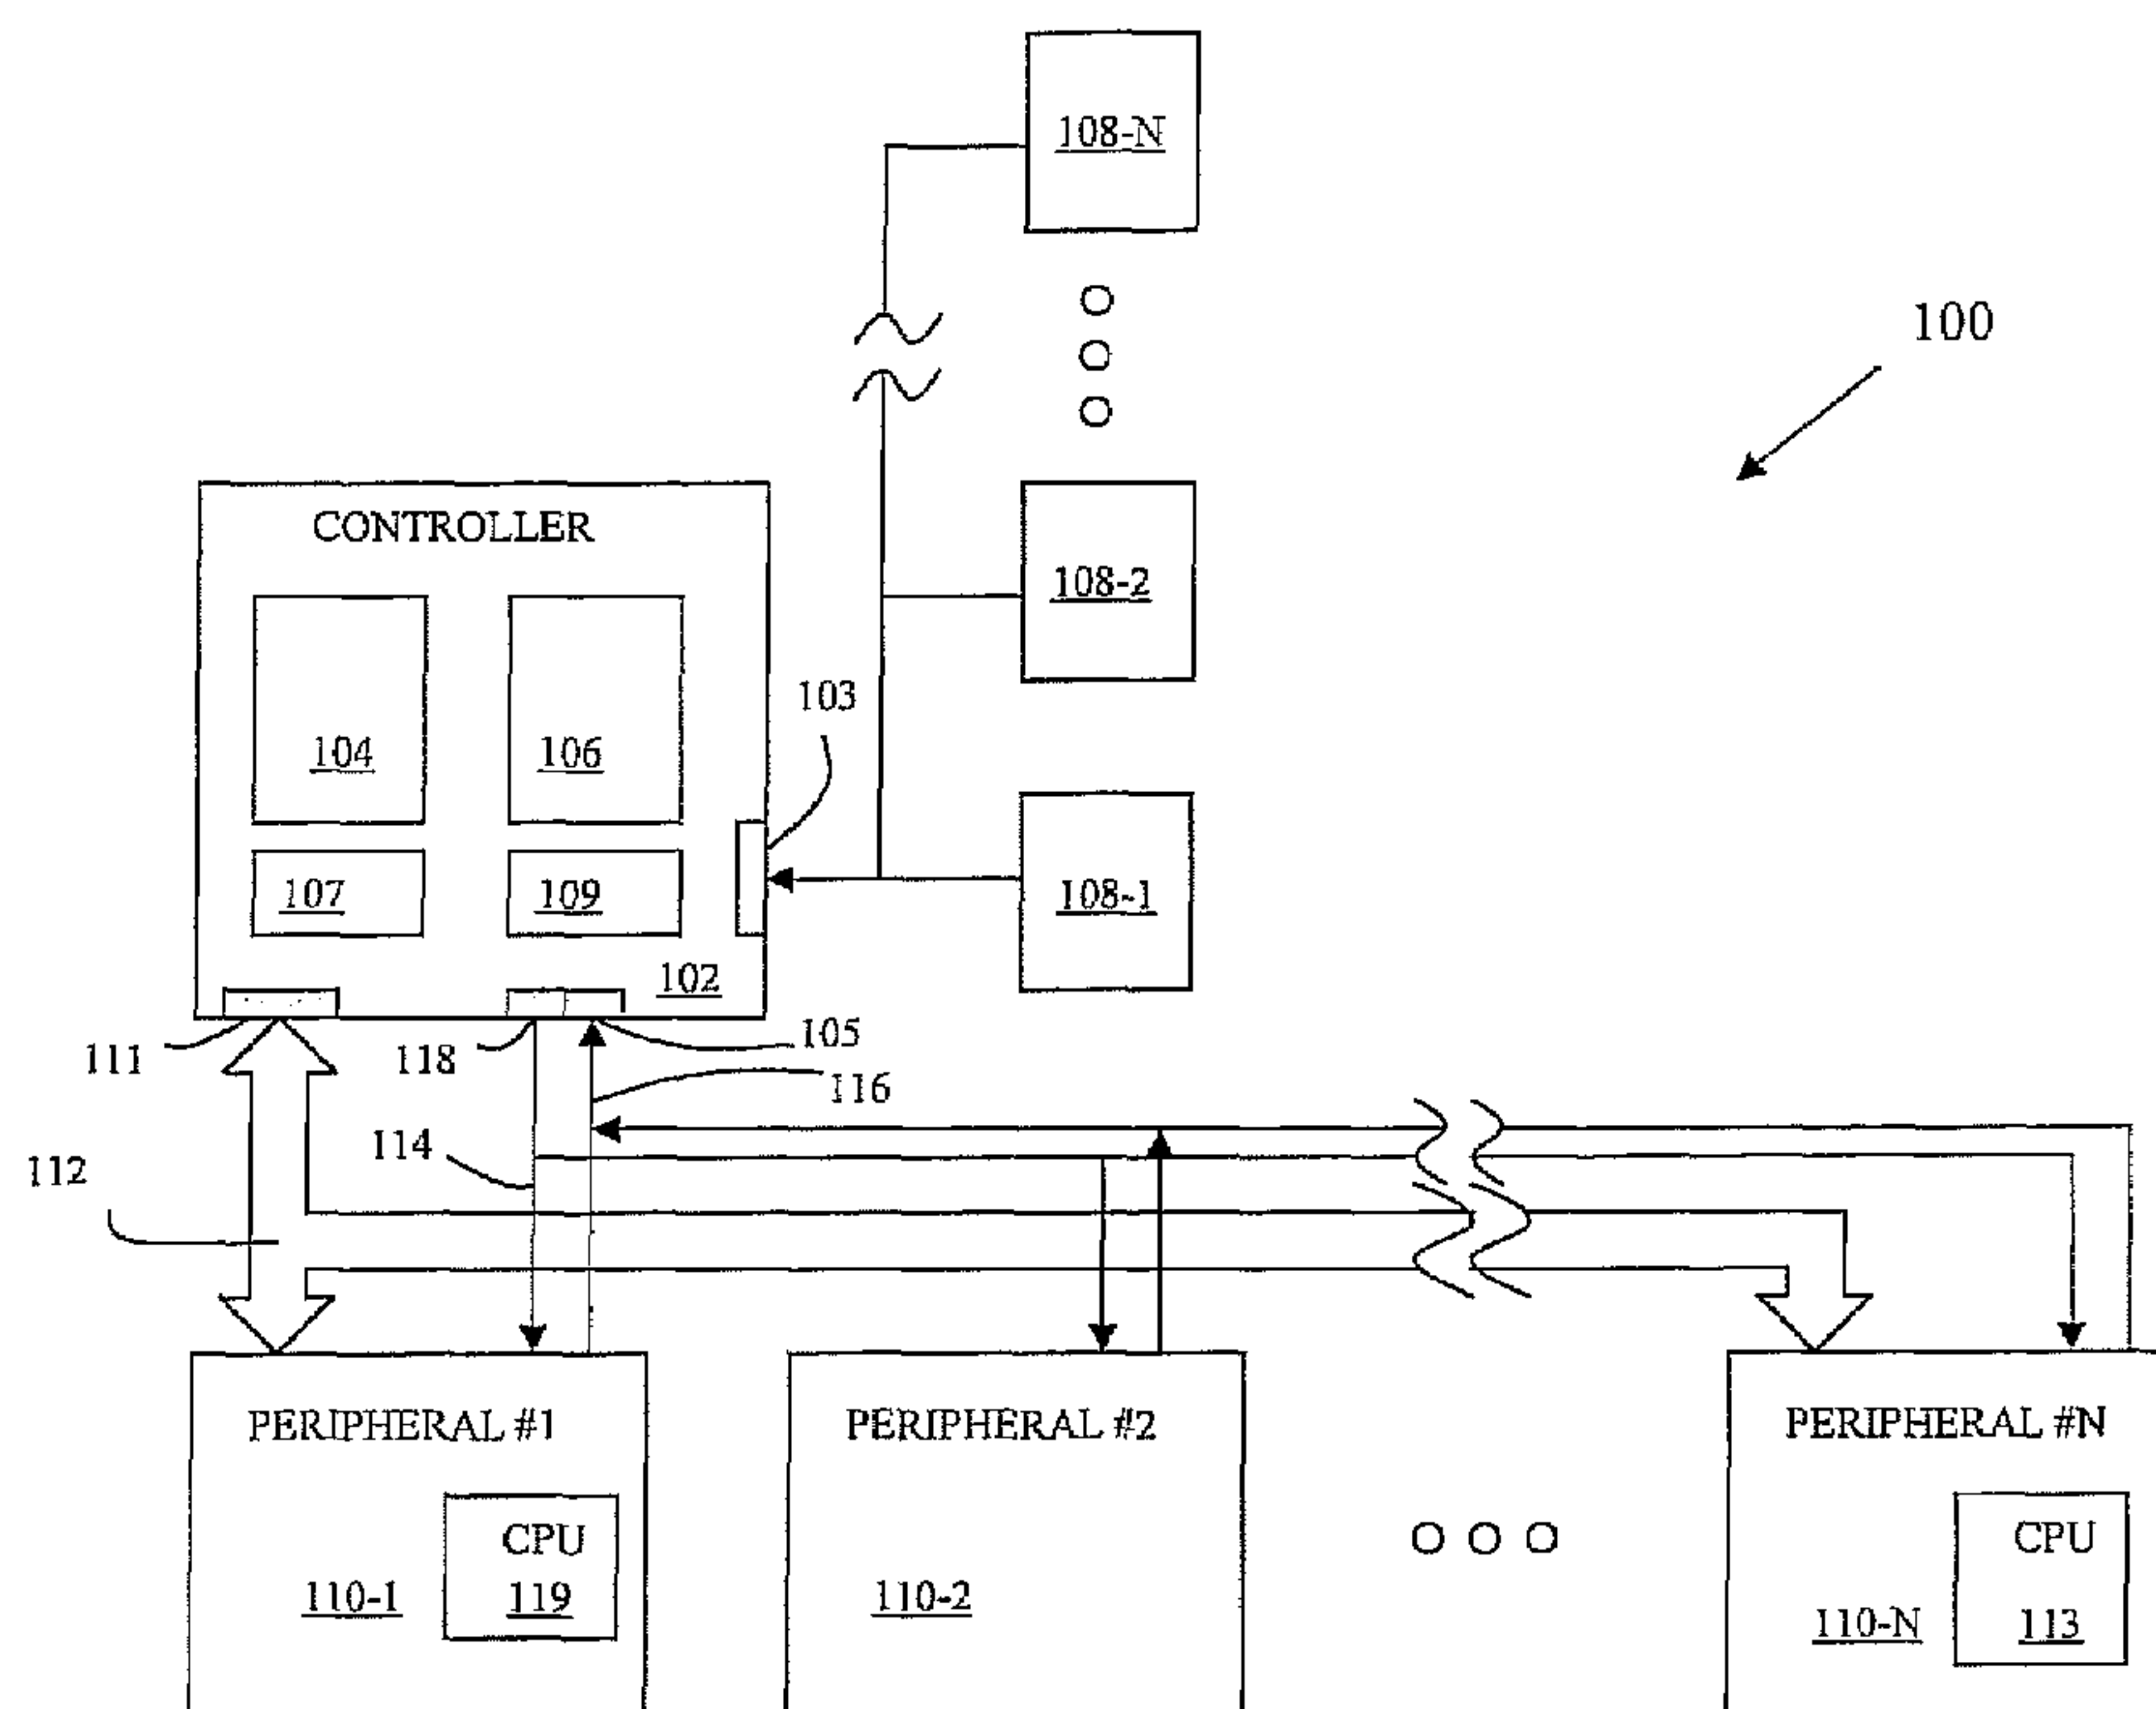 108-N
100
CONTROLLER
108-2
103
104
106
107
109
108-1
102
111
118
105
116
114
112
PERIPHERAL #1
PERIPHERAL #2
PERIPHERAL #N
CPU
119
110-1
110-2
CPU
113
110-N